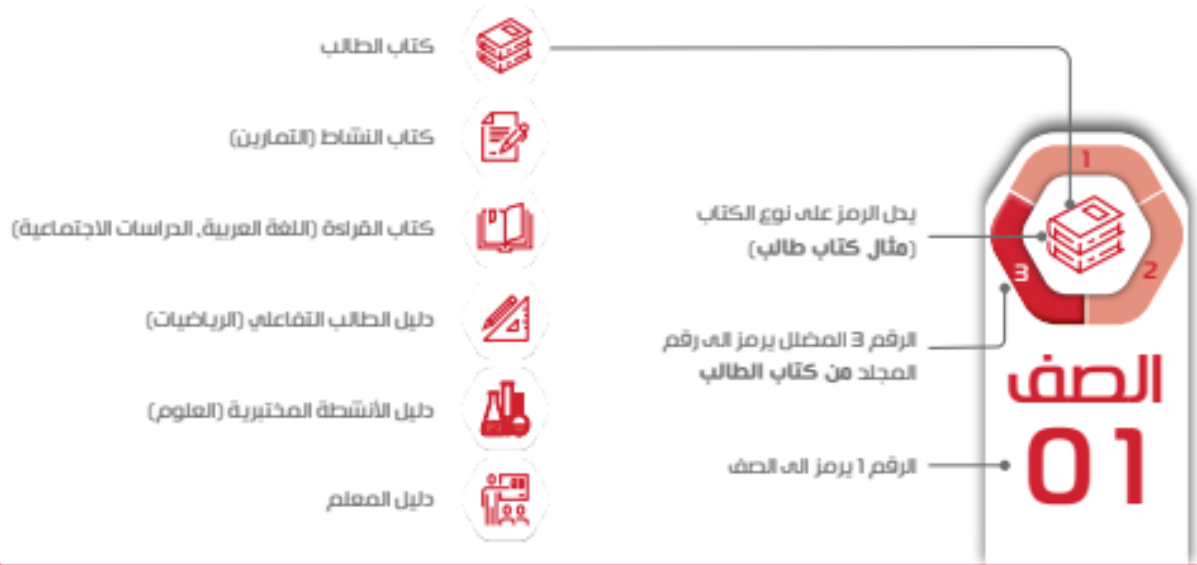 1
2
3
الصف
01
يدل الرمز على نوع الكتاب
(مثال كتاب طالب)
الرقم 3 المضلل يرمز الى رقم
المجلد من كتاب الطالب
الرقم 1 يرمز الى الصف
كتاب الطالب
كتاب النشاط (التمارين)
كتاب القراءة (اللغة العربية, الدراسات الاجتماعية)
دليل الطالب التفاعلي (الرياضيات)
دليل الأنشطة المختبرية (العلوم)
دليل المعلم